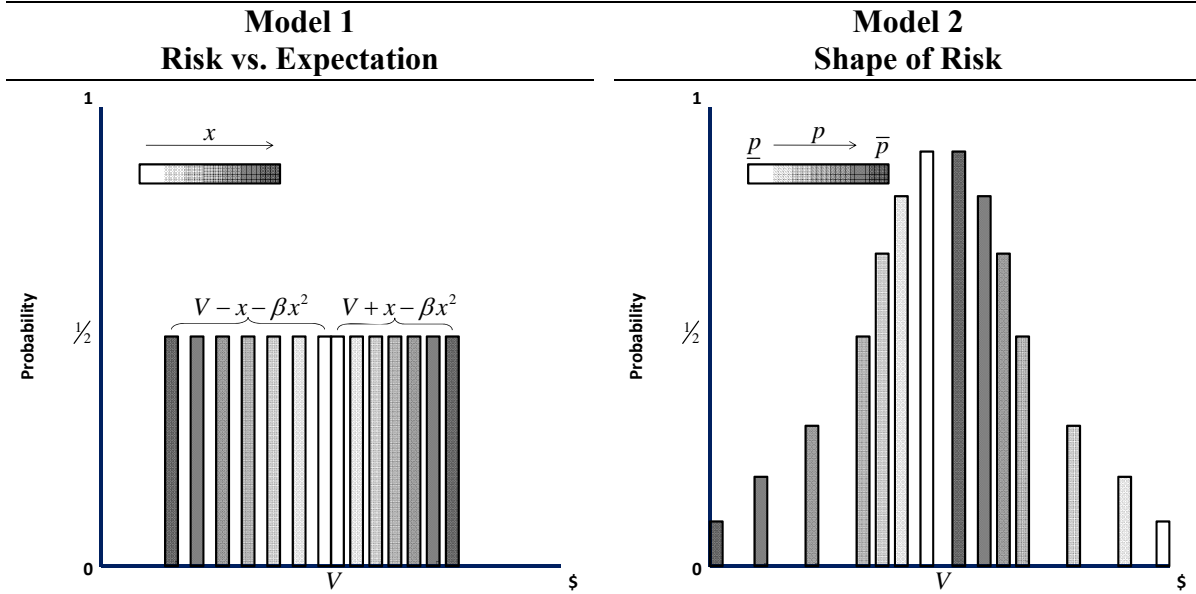 Model 1
Risk vs. Expectation
1
x
V − x − βx² V + x − βx²
½
Probability
0
V
$
Model 2
Shape of Risk
1
p p p̅
½
Probability
0
V
$